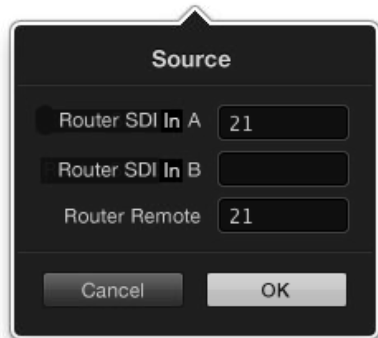 Source
Router SDI In A 21
Router SDI In B
Router Remote 21
Cancel OK